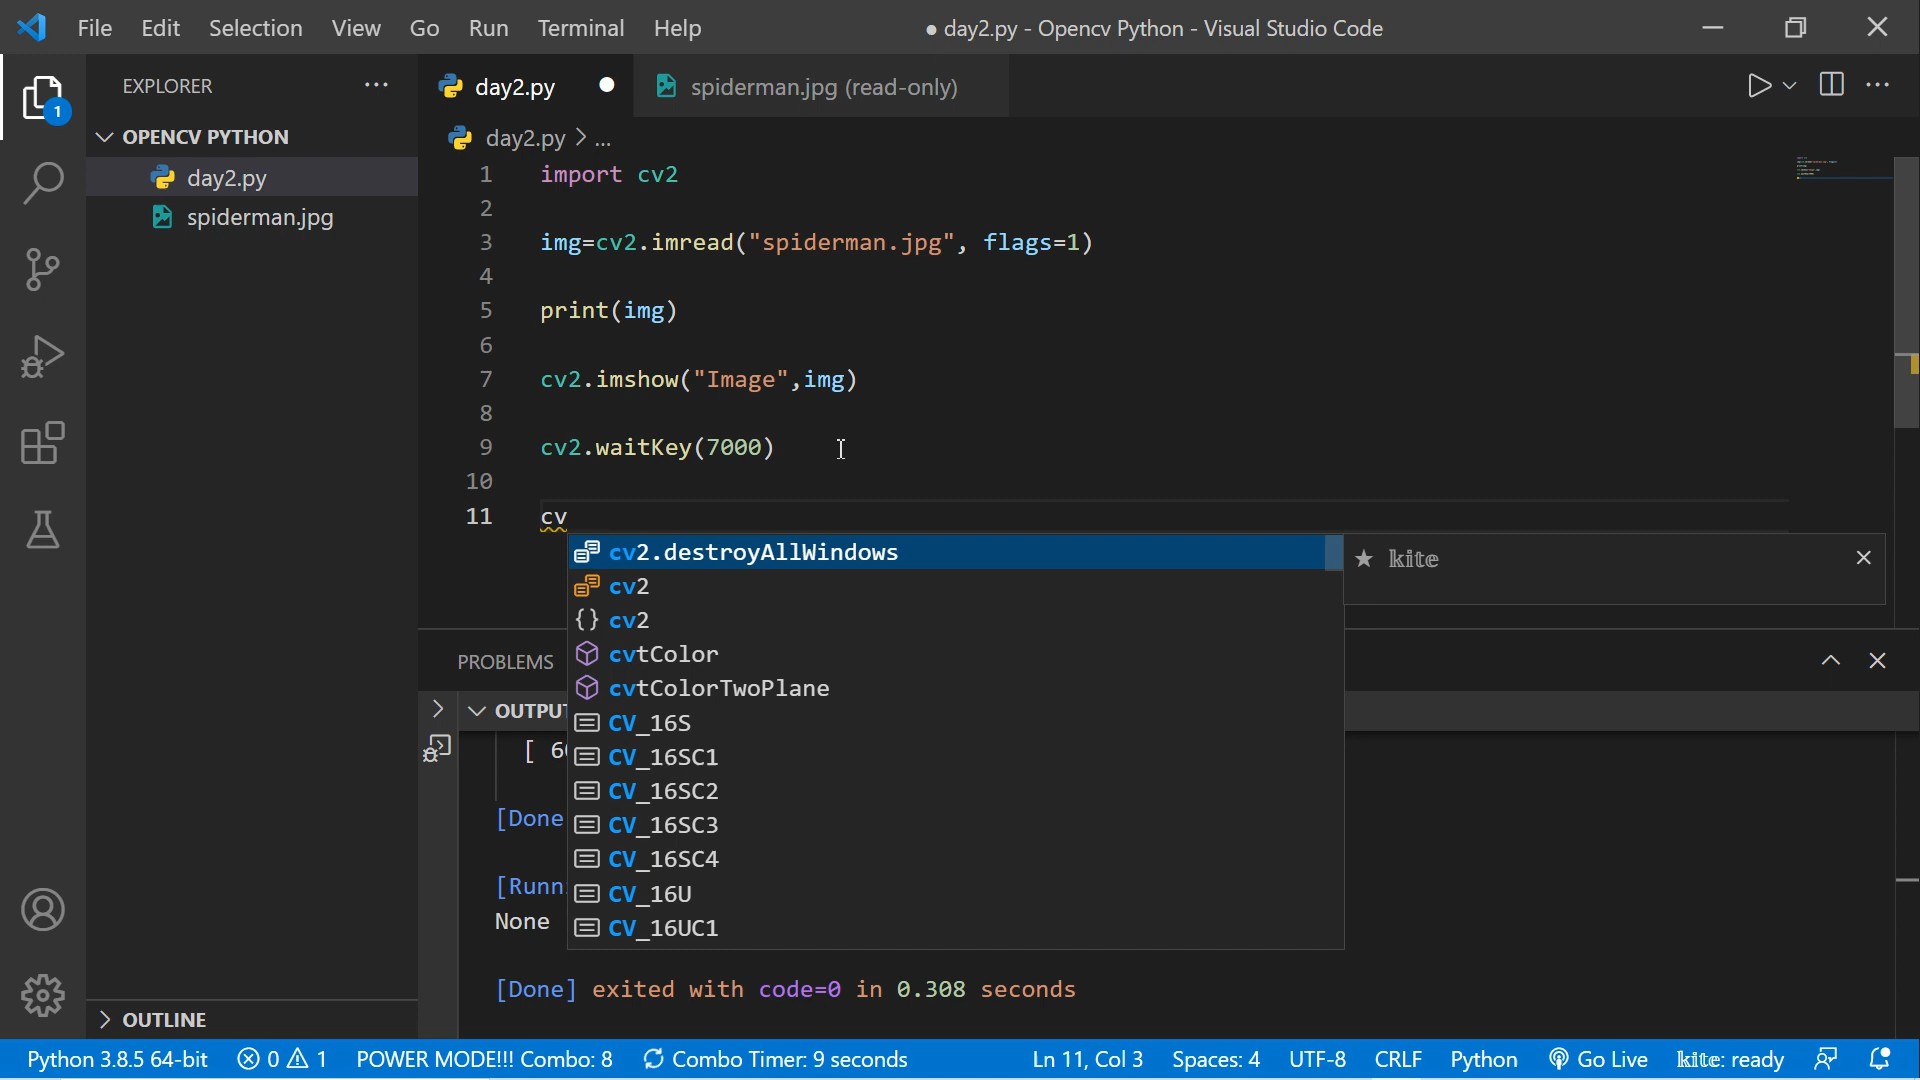 File Edit Selection View Go Run Terminal Help
● day2.py - Opencv Python - Visual Studio Code
EXPLORER
1
OPENCV PYTHON
day2.py
spiderman.jpg
OUTLINE
day2.py
spiderman.jpg (read-only)
day2.py > ...
1 import cv2
2
3 img=cv2.imread("spiderman.jpg", flags=1)
4
5 print(img)
6
7 cv2.imshow("Image",img)
8
9 cv2.waitKey(7000)
10
11 cv
cv2.destroyAllWindows
cv2
{} cv2
cvtColor
cvtColorTwoPlane
CV_16S
CV_16SC1
CV_16SC2
CV_16SC3
CV_16SC4
CV_16U
CV_16UC1
★ kite
PROBLEMS
OUTPU
[ 6
[Done
[Runn
None
[Done] exited with code=0 in 0.308 seconds
Python 3.8.5 64-bit 0 1 POWER MODE!!! Combo: 8 Combo Timer: 9 seconds Ln 11, Col 3 Spaces: 4 UTF-8 CRLF Python Go Live kite: ready